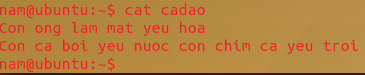 nam@ubuntu:~$ cat cadao
Con ong lam mat yeu hoa
Con ca boi yeu nuoc con chim ca yeu troi
nam@ubuntu:~$